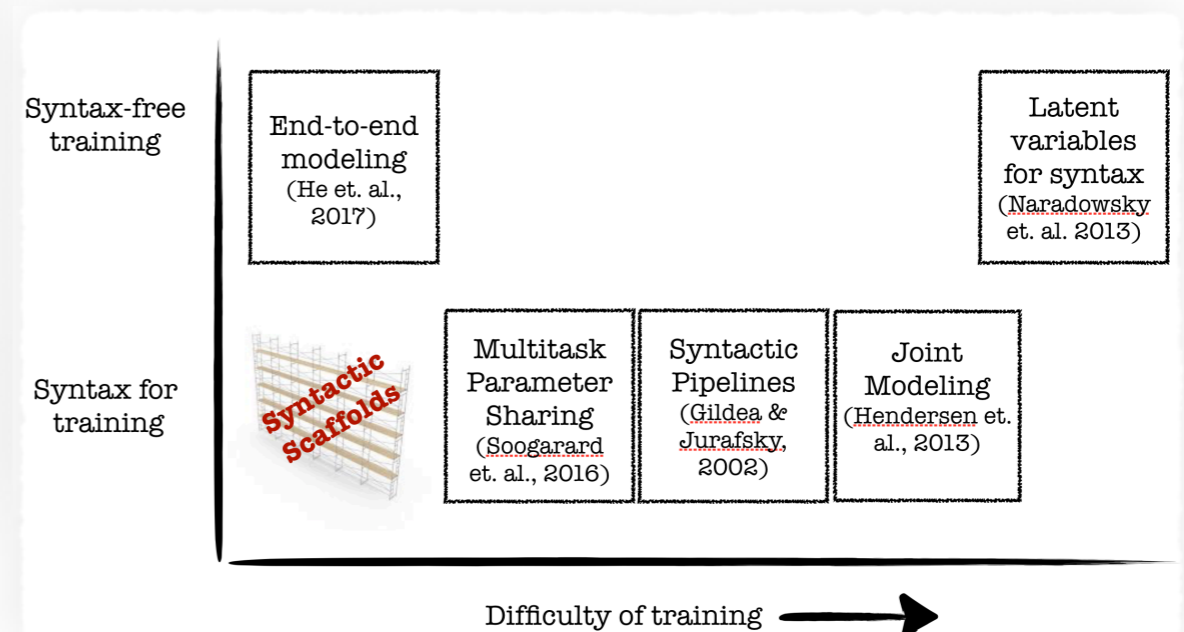 Syntax-free
training
End-to-end
modeling
(He et. al.,
2017)
Latent
variables
for syntax
(Naradowsky
et. al. 2013)
Syntax for
training
Syntactic
Scaffolds
Multitask
Parameter
Sharing
(Soogarard
et. al., 2016)
Syntactic
Pipelines
(Gildea &
Jurafsky,
2002)
Joint
Modeling
(Hendersen et.
al., 2013)
Difficulty of training